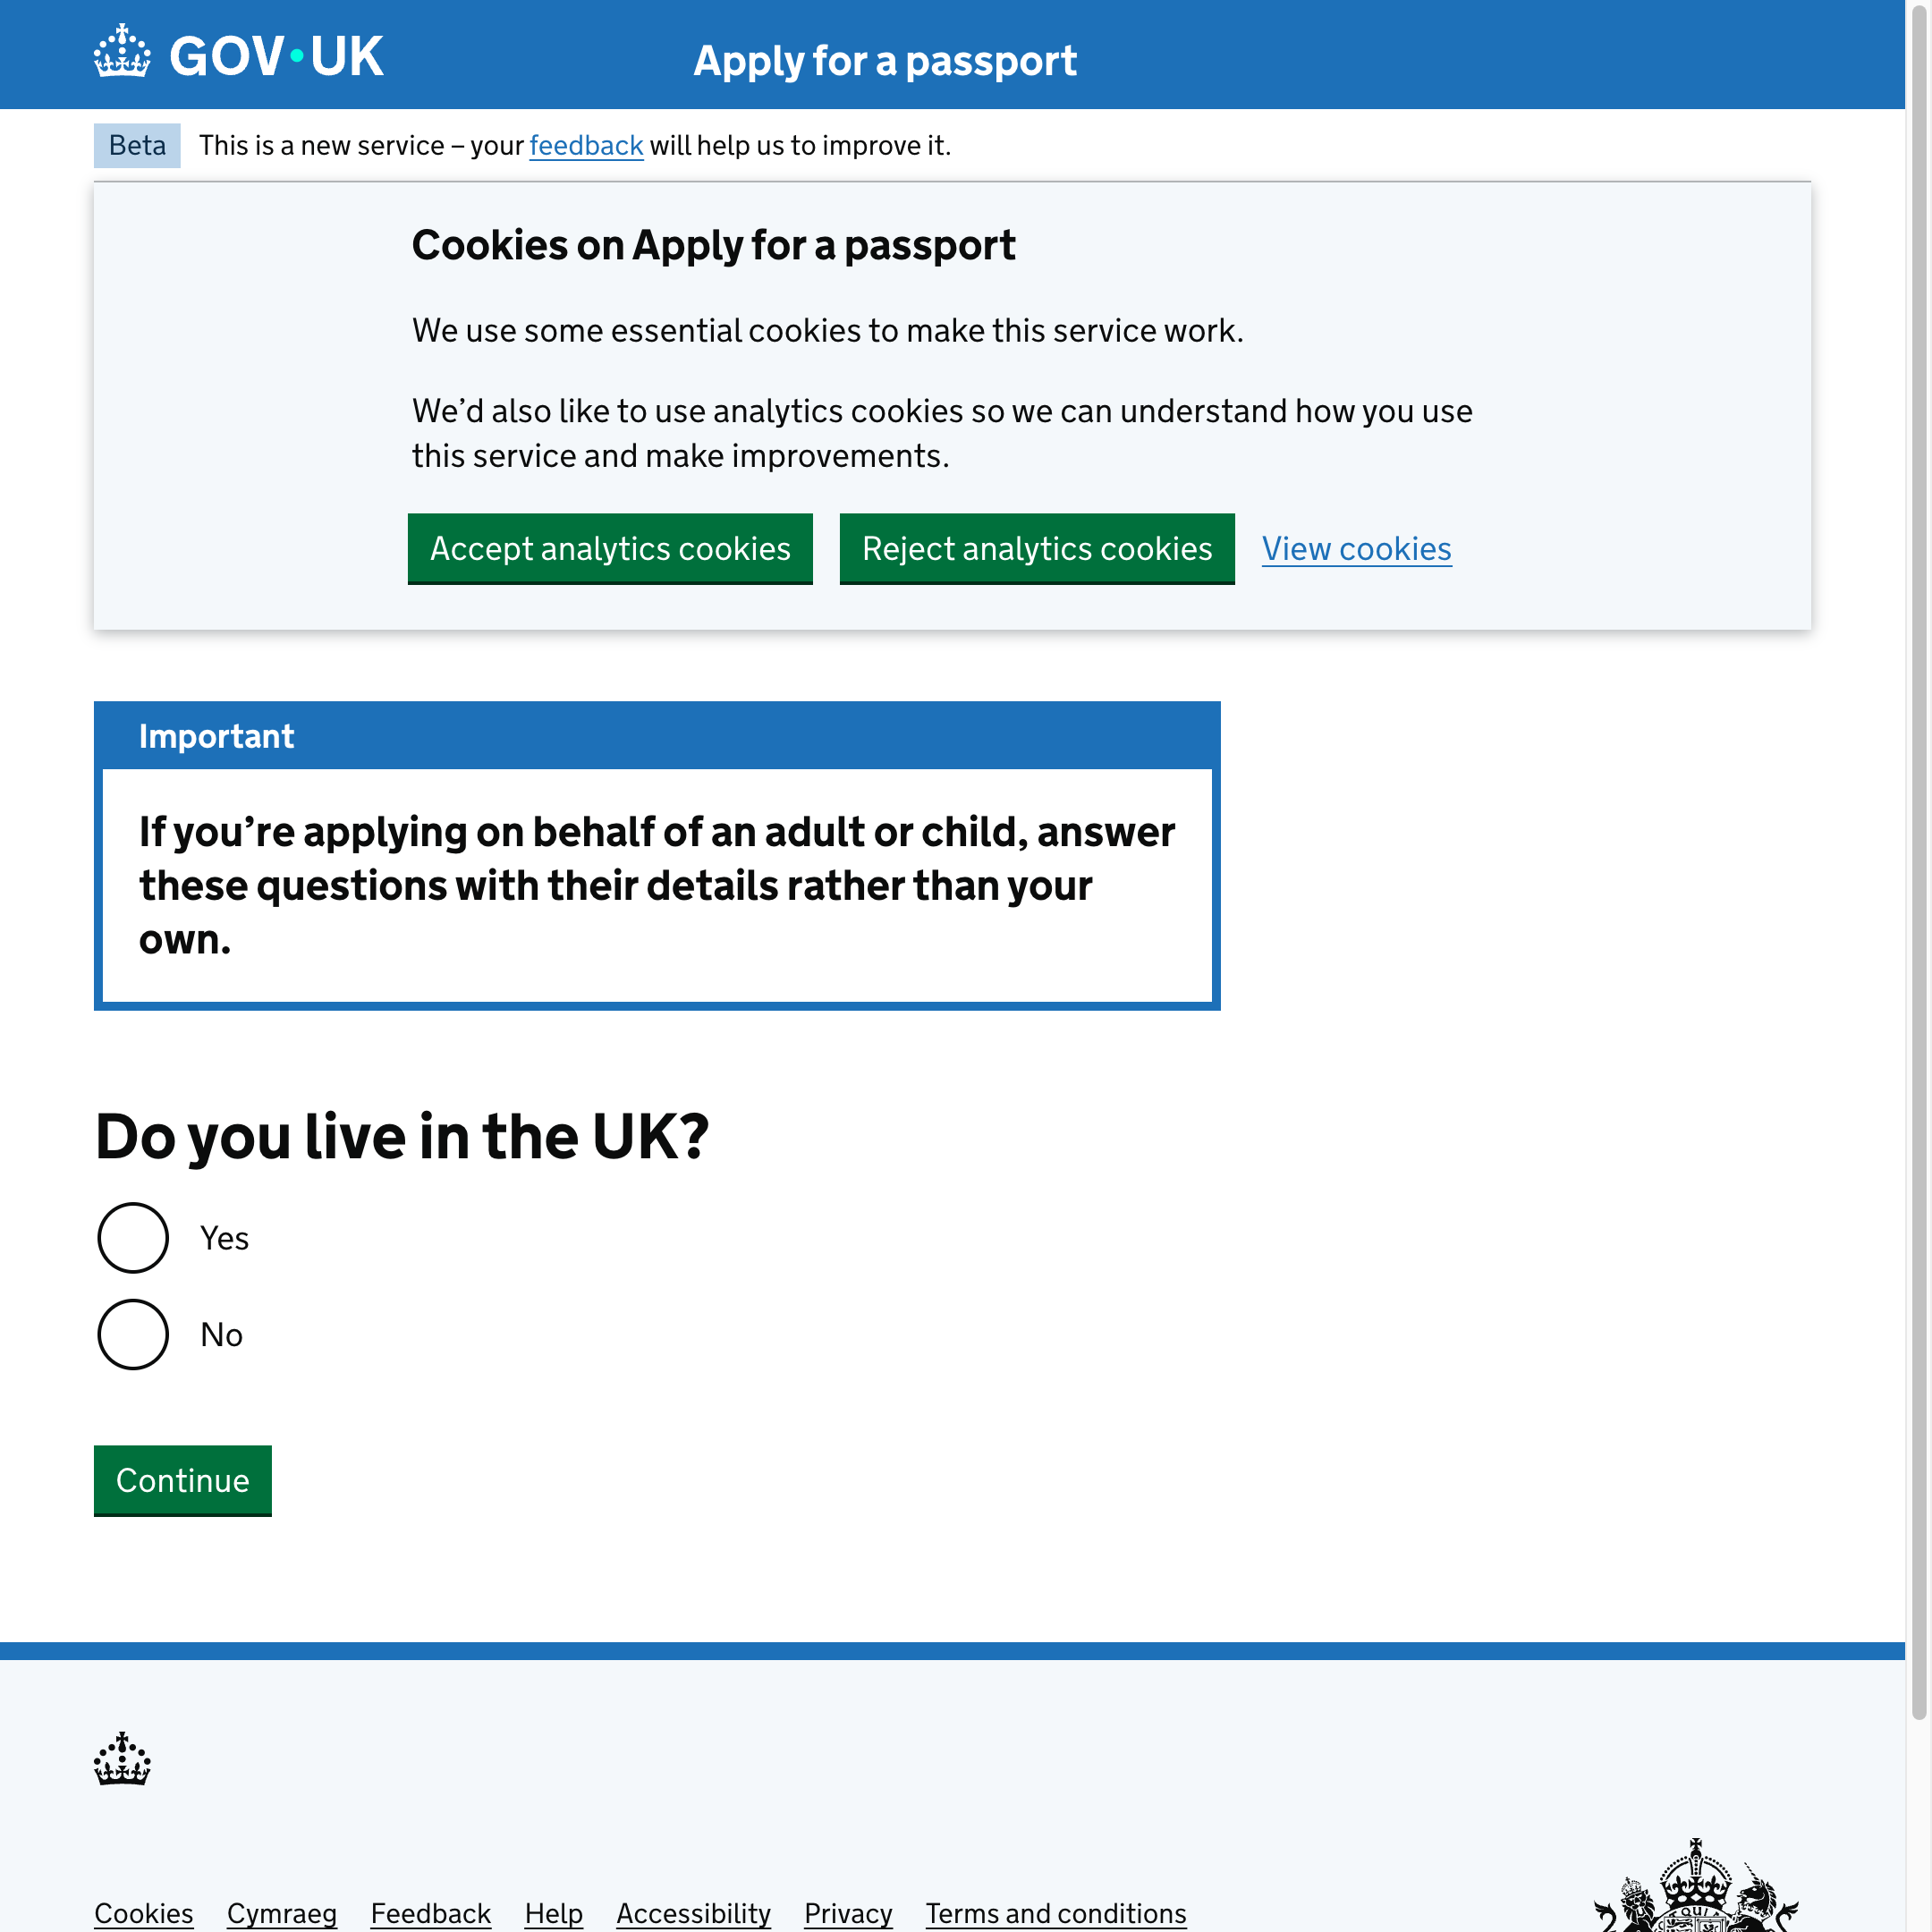 GOV·UK
Apply for a passport
Beta
This is a new service – your feedback will help us to improve it.
Cookies on Apply for a passport
We use some essential cookies to make this service work.
We’d also like to use analytics cookies so we can understand how you use
this service and make improvements.
Accept analytics cookies
Reject analytics cookies
View cookies
Important
If you’re applying on behalf of an adult or child, answer
these questions with their details rather than your
own.
Do you live in the UK?
Yes
No
Continue
Cookies
Cymraeg
Feedback
Help
Accessibility
Privacy
Terms and conditions